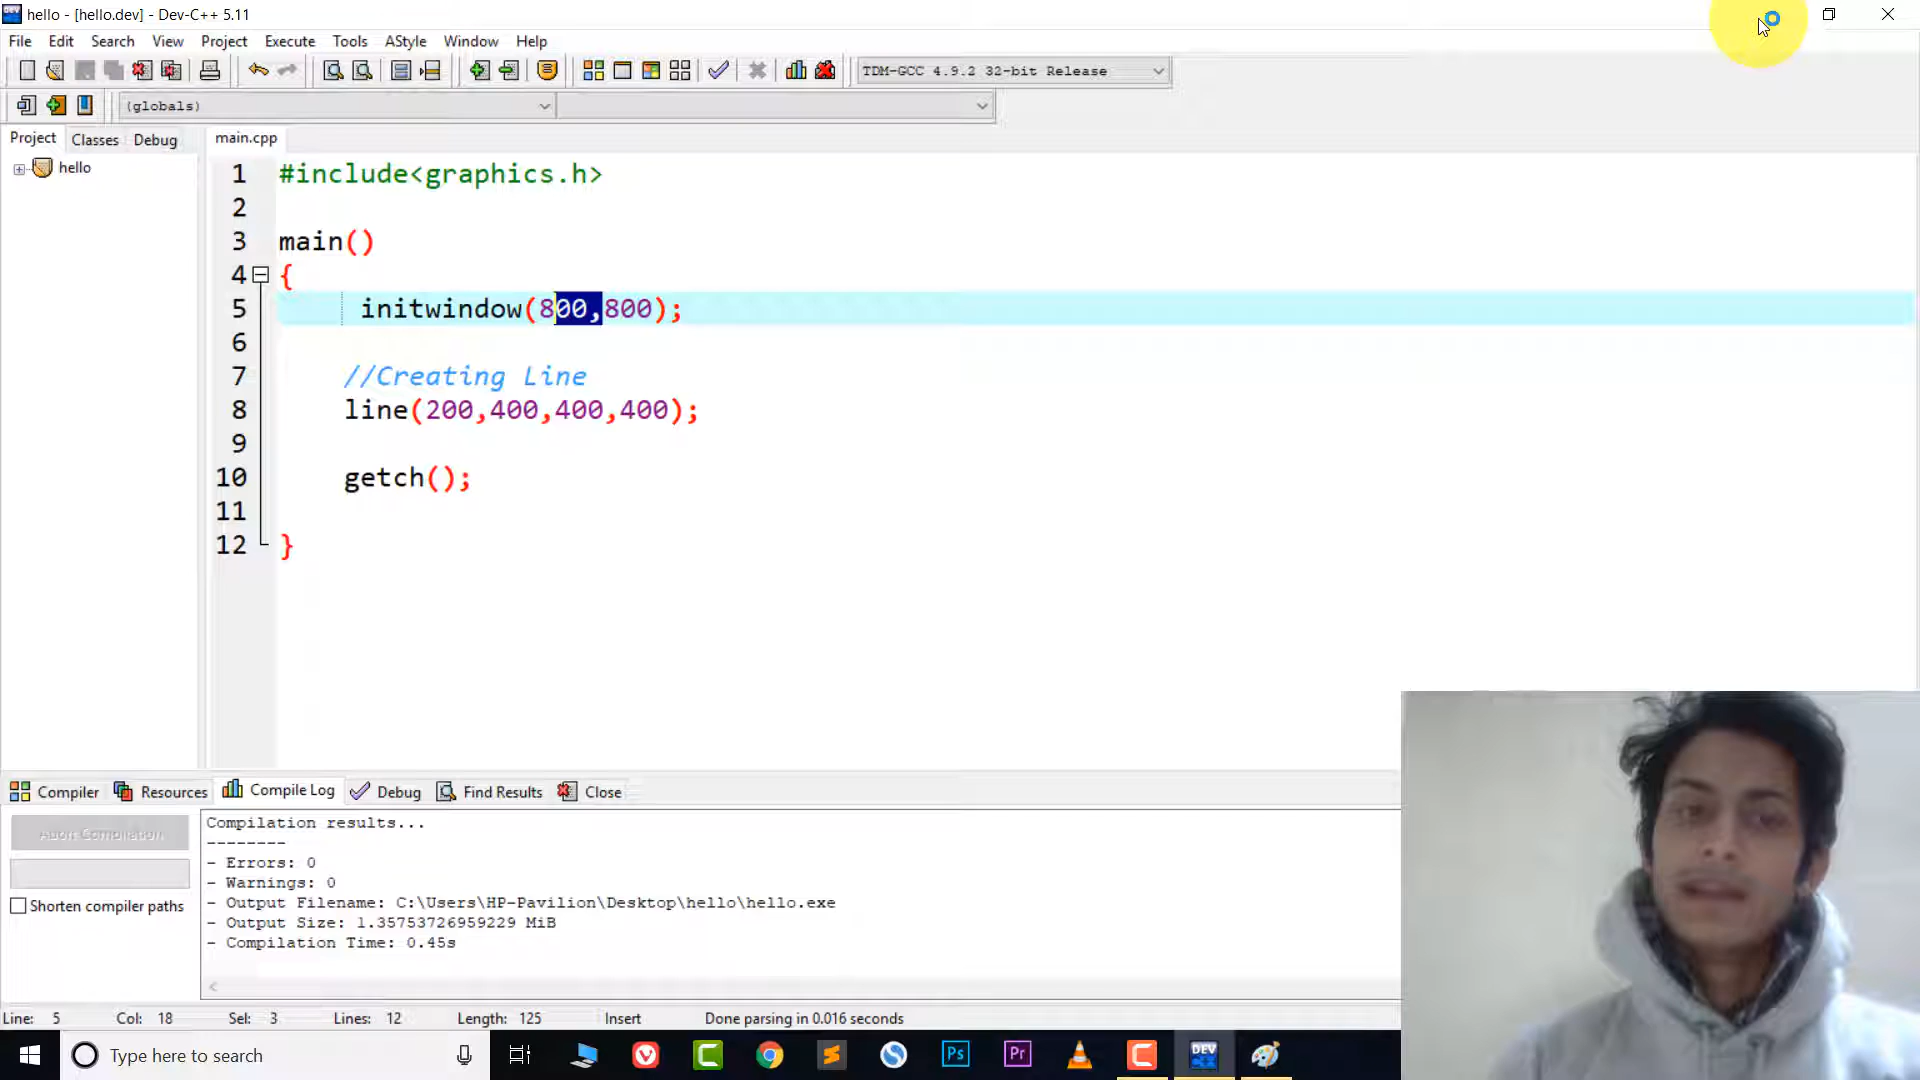 hello - [hello.dev] - Dev-C++ 5.11
File Edit Search View Project Execute Tools AStyle Window Help
TDM-GCC 4.9.2 32-bit Release
(globals)
Project Classes Debug main.cpp
hello
1 #include<graphics.h>
2
3 main()
4 {
5 initwindow(800,800);
6
7 //Creating Line
8 line(200,400,400,400);
9
10 getch();
11
12 }
Compiler Resources Compile Log Debug Find Results Close
Abort Compilation
Shorten compiler paths
Compilation results...
--------
- Errors: 0
- Warnings: 0
- Output Filename: C:\Users\HP-Pavilion\Desktop\hello\hello.exe
- Output Size: 1.35753726959229 MiB
- Compilation Time: 0.45s
Line: 5 Col: 18 Sel: 3 Lines: 12 Length: 125 Insert Done parsing in 0.016 seconds
Type here to search
Ps
Pr
DEV